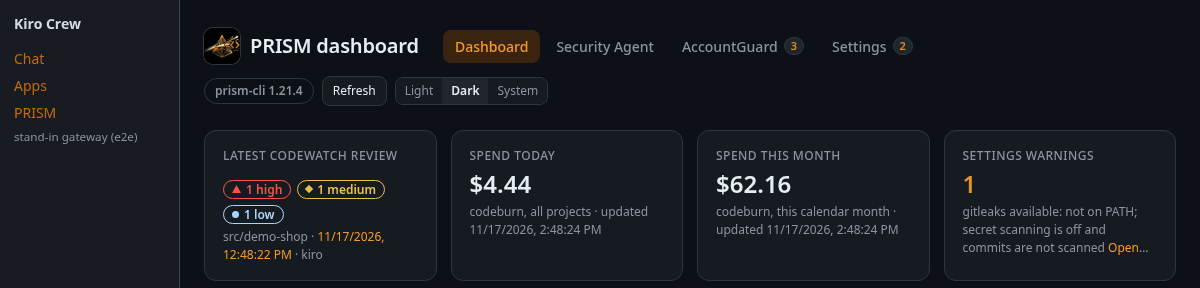 Kiro Crew
Chat
Apps
PRISM
stand-in gateway (e2e)
PRISM dashboard
Dashboard
Security Agent
AccountGuard 3
Settings 2
prism-cli 1.21.4
Refresh
Light
Dark
System
LATEST CODEWATCH REVIEW
1 high
1 medium
1 low
src/demo-shop · 11/17/2026,
12:48:22 PM · kiro
SPEND TODAY
$4.44
codeburn, all projects · updated
11/17/2026, 2:48:24 PM
SPEND THIS MONTH
$62.16
codeburn, this calendar month ·
updated 11/17/2026, 2:48:24 PM
SETTINGS WARNINGS
1
gitleaks available: not on PATH;
secret scanning is off and
commits are not scanned Open...